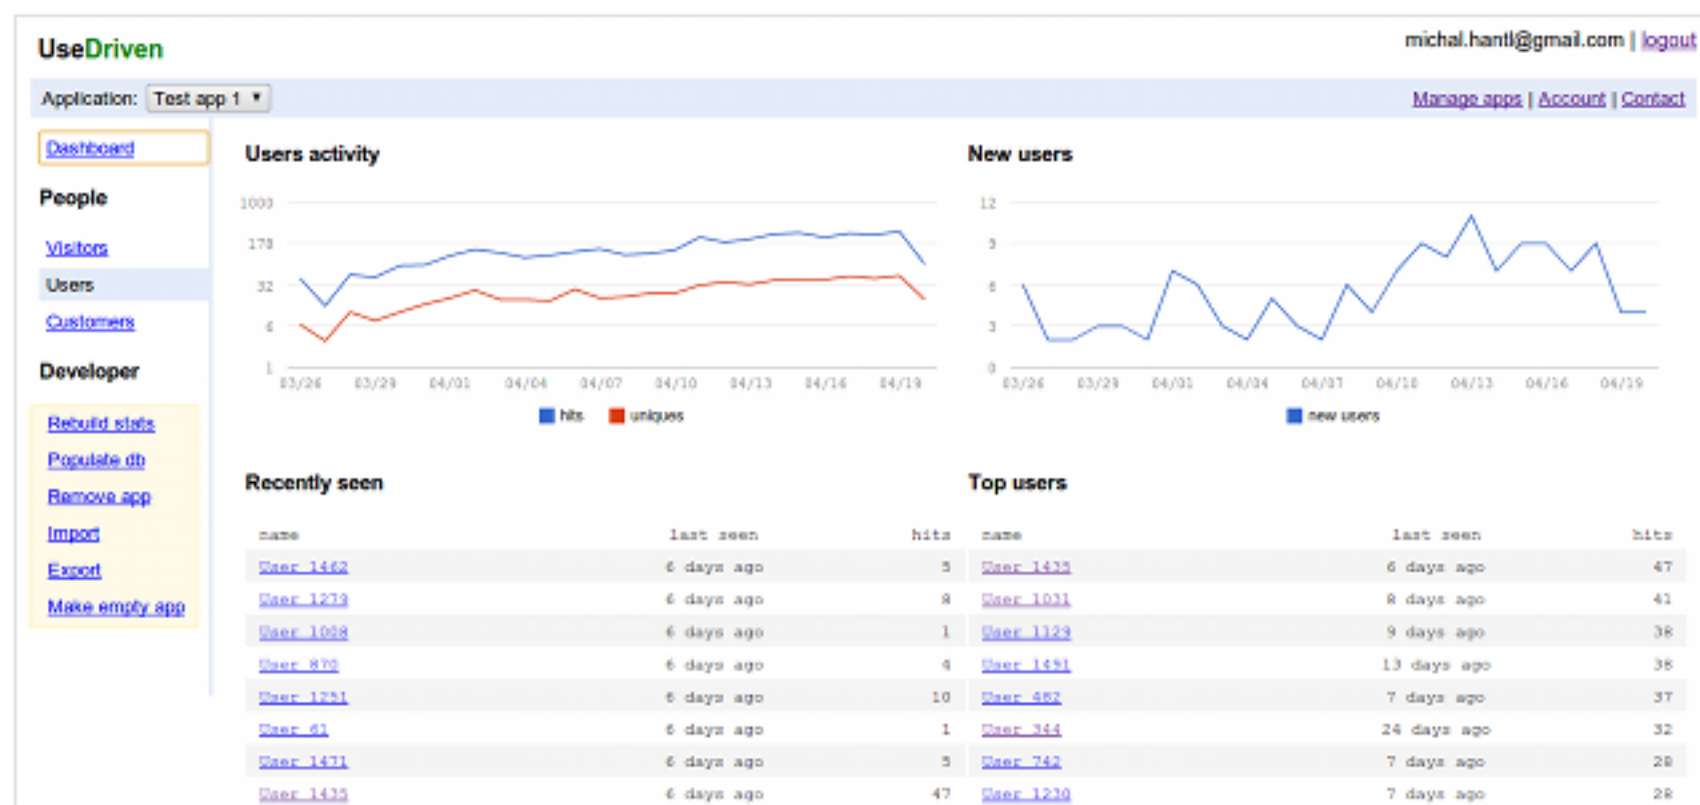 UseDriven
michal.hantl@gmail.com | logout
Application: Test app 1 ▼
Manage apps | Account | Contact
Dashboard
People
Visitors
Users
Customers
Developer
Rebuild stats
Populate db
Remove app
Import
Export
Make empty app
Users activity
1000
178
32
6
1
03/26 03/29 04/01 04/04 04/07 04/10 04/13 04/16 04/19
hits uniques
New users
12
9
6
3
0
03/26 03/29 04/01 04/04 04/07 04/10 04/13 04/16 04/19
new users
Recently seen
name last seen hits
User 1462 6 days ago 5
User 1279 6 days ago 8
User 1008 6 days ago 1
User 870 6 days ago 4
User 1251 6 days ago 10
User 61 6 days ago 1
User 1471 6 days ago 5
User 1435 6 days ago 47
Top users
name last seen hits
User 1435 6 days ago 47
User 1031 8 days ago 41
User 1129 9 days ago 38
User 1491 13 days ago 38
User 482 7 days ago 37
User 344 24 days ago 32
User 742 7 days ago 28
User 1230 7 days ago 28